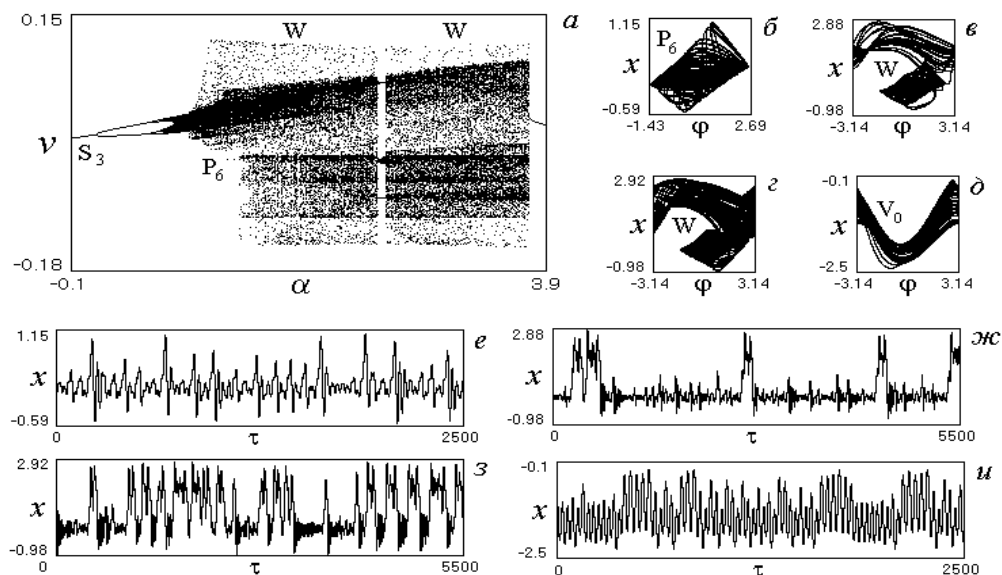 0.15
W
W
ν
S3
P6
-0.18
-0.1
α
3.9
а
1.15
P6
б
x
-0.59
-1.43
φ
2.69
2.88
в
x
W
-0.98
-3.14
φ
3.14
2.92
г
x
W
-0.98
-3.14
φ
3.14
-0.1
д
V0
x
-2.5
-3.14
φ
3.14
1.15
е
x
-0.59
0
τ
2500
2.88
ж
x
-0.98
0
τ
5500
2.92
з
x
-0.98
0
τ
5500
-0.1
и
x
-2.5
0
τ
2500